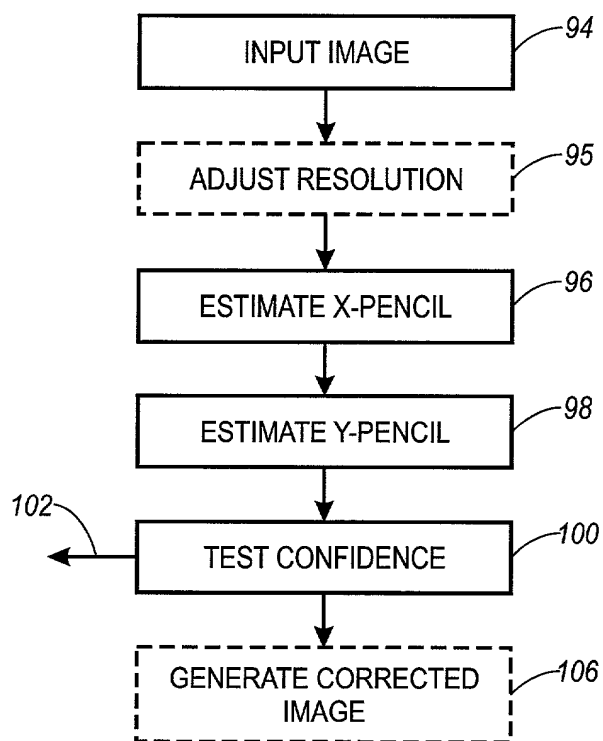 INPUT IMAGE
94
ADJUST RESOLUTION
95
ESTIMATE X-PENCIL
96
ESTIMATE Y-PENCIL
98
102
TEST CONFIDENCE
100
GENERATE CORRECTED
IMAGE
106